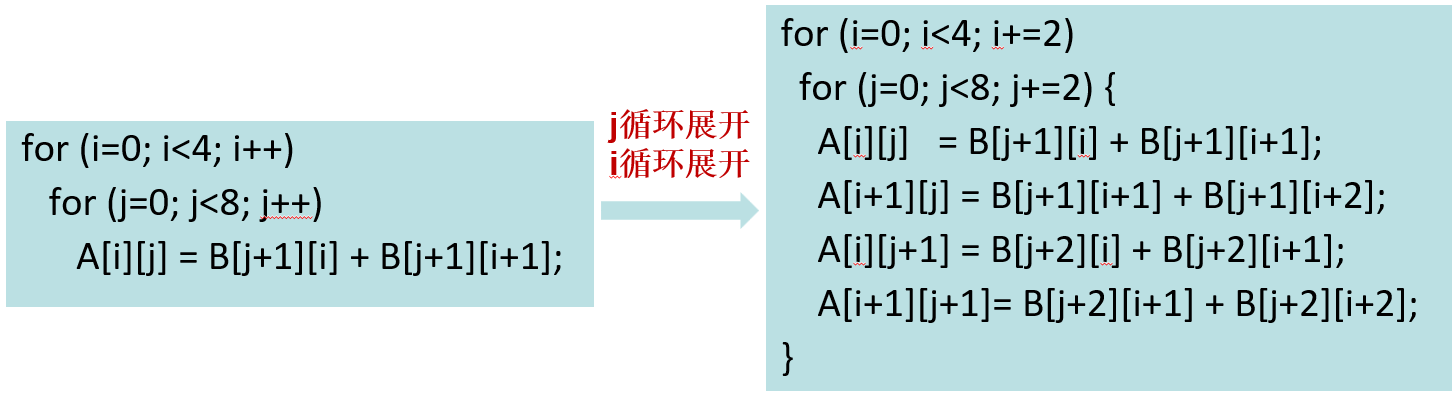 for (i=0; i<4; i++)
for (j=0; j<8; j++)
A[i][j] = B[j+1][i] + B[j+1][i+1];
j循环展开
i循环展开
for (i=0; i<4; i+=2)
for (j=0; j<8; j+=2) {
A[i][j] = B[j+1][i] + B[j+1][i+1];
A[i+1][j] = B[j+1][i+1] + B[j+1][i+2];
A[i][j+1] = B[j+2][i] + B[j+2][i+1];
A[i+1][j+1]= B[j+2][i+1] + B[j+2][i+2];
}